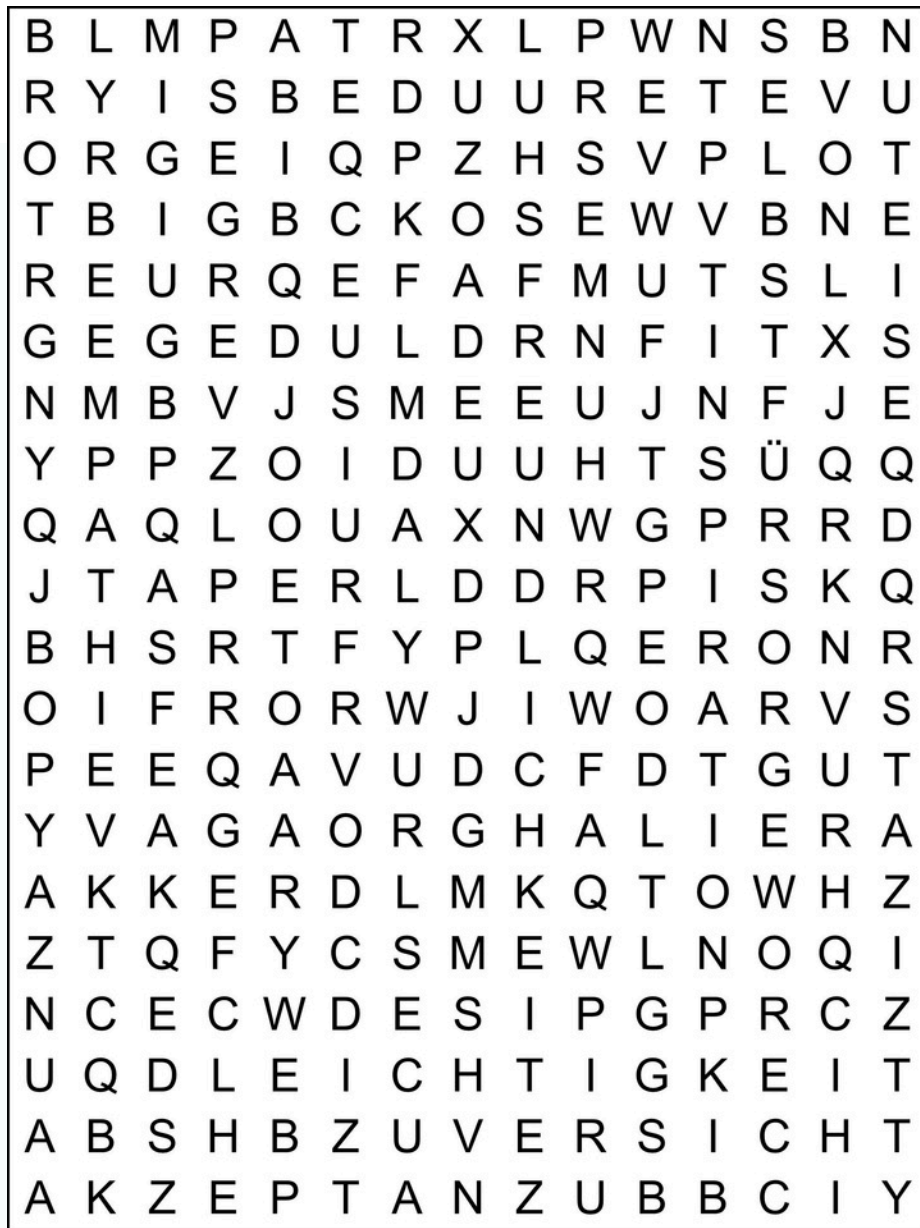 B L M P A T R X L P W N S B N
R Y I S B E D U U R E T E V U
O R G E I Q P Z H S V P L O T
T B I G B C K O S E W V B N E
R E U R Q E F A F M U T S L I
G E G E D U L D R N F I T X S
N M B V J S M E E U J N F J E
Y P P Z O I D U U H T S Ü Q Q
Q A Q L O U A X N W G P R R D
J T A P E R L D D R P I S K Q
B H S R T F Y P L Q E R O N R
O I F R O R W J I W O A R V S
P E E Q A V U D C F D T G U T
Y V A G A O R G H A L I E R A
A K K E R D L M K Q T O W H Z
Z T Q F Y C S M E W L N O Q I
N C E C W D E S I P G P R C Z
U Q D L E I C H T I G K E I T
A B S H B Z U V E R S I C H T
A K Z E P T A N Z U B B C I Y